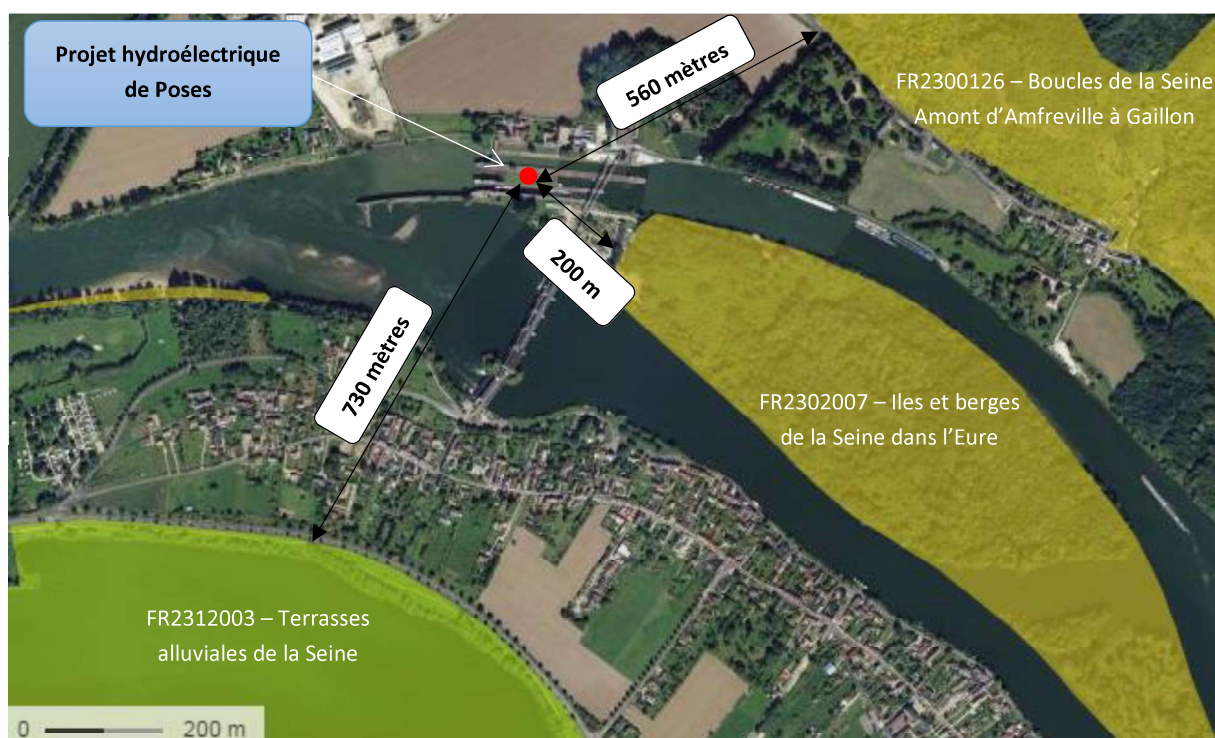 Projet hydroélectrique
de Poses
560 mètres
FR2300126 – Boucles de la Seine
Amont d’Amfreville à Gaillon
200 m
730 mètres
FR2302007 – Iles et berges
de la Seine dans l’Eure
FR2312003 – Terrasses
alluviales de la Seine
0 200 m